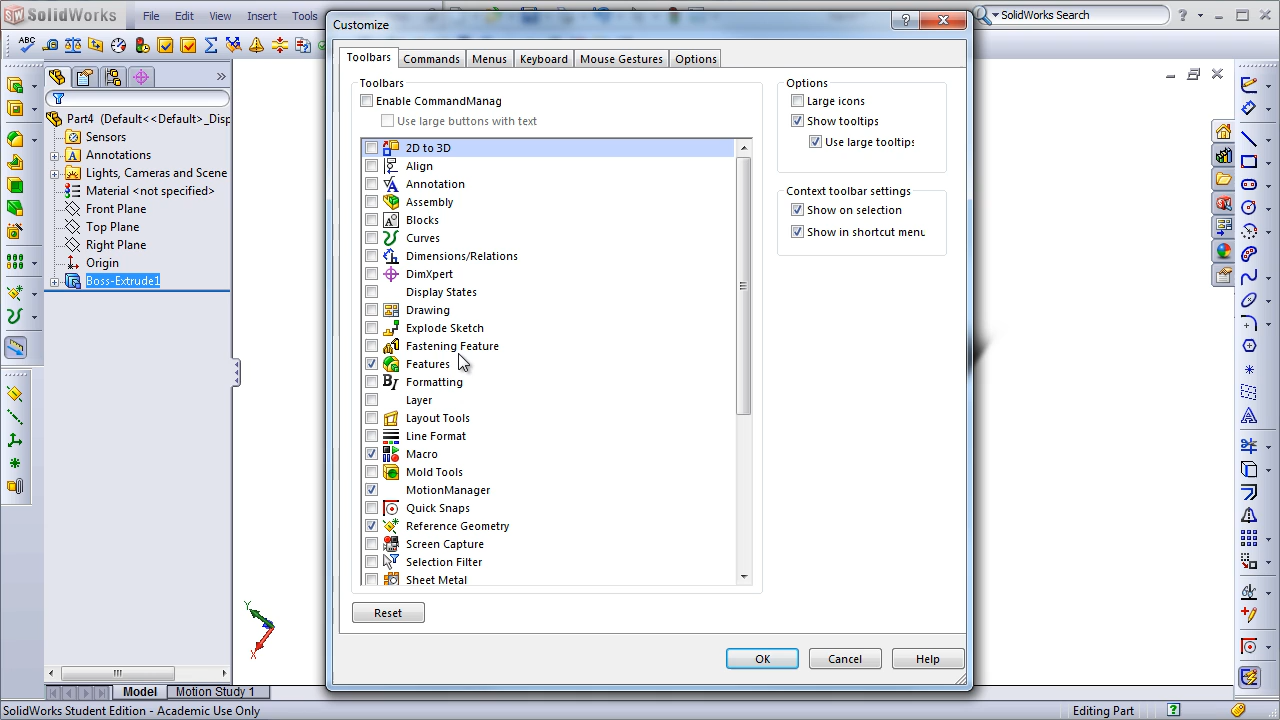 SolidWorks File Edit View Insert Tools
SolidWorks Search
Customize
Toolbars Commands Menus Keyboard Mouse Gestures Options
Toolbars
Enable CommandManag
Use large buttons with text
2D to 3D
Align
Annotation
Assembly
Blocks
Curves
Dimensions/Relations
DimXpert
Display States
Drawing
Explode Sketch
Fastening Feature
Features
Formatting
Layer
Layout Tools
Line Format
Macro
Mold Tools
MotionManager
Quick Snaps
Reference Geometry
Screen Capture
Selection Filter
Sheet Metal
Reset
Options
Large icons
Show tooltips
Use large tooltips
Context toolbar settings
Show on selection
Show in shortcut menu
OK Cancel Help
ABC
Part4 (Default<<Default>_Disp
Sensors
Annotations
Lights, Cameras and Scene
Material <not specified>
Front Plane
Top Plane
Right Plane
Origin
Boss-Extrude1
Y
X
Model Motion Study 1
SolidWorks Student Edition - Academic Use Only
Editing Part